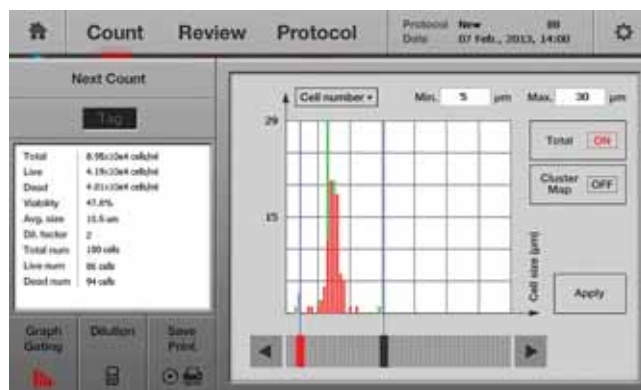 Count Review Protocol
Protocol New BB
Date 07 Feb., 2013, 14:00
Next Count
Tag
Total 8.95x10e4 cells/ml
Live 4.19x10e4 cells/ml
Dead 4.81x10e4 cells/ml
Viability 47.8%
Avg. size 10.5 um
Dil. factor 2
Total num 180 cells
Live num 86 cells
Dead num 94 cells
Graph Gating
Dilution
Save Print
Cell number
Min. 5 μm Max. 30 μm
29
15
Cell size (μm)
Total ON
Cluster Map OFF
Apply